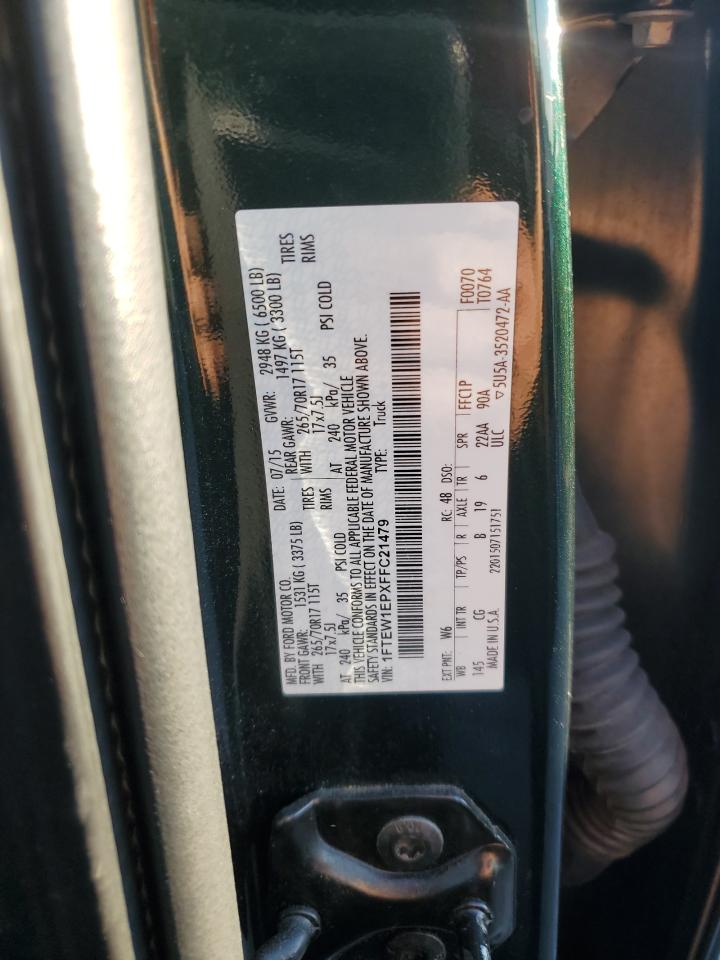 MFD. BY FORD MOTOR CO. DATE: 07/15 GVWR: 2948 KG ( 6500 LB)
FRONT GAWR: 1531 KG ( 3375 LB) REAR GAWR: 1497 KG ( 3300 LB)
WITH 265/70R17 115T TIRES WITH 265/70R17 115T TIRES
17x7.5J RIMS 17x7.5J RIMS
AT 240 kPa/ 35 PSI COLD AT 240 kPa/ 35 PSI COLD
THIS VEHICLE CONFORMS TO ALL APPLICABLE FEDERAL MOTOR VEHICLE
SAFETY STANDARDS IN EFFECT ON THE DATE OF MANUFACTURE SHOWN ABOVE.
VIN: 1FTEW1EPXFFC21479 TYPE: Truck
EXT PNT: W6 RC: 48 DSO: FFC1P F0070
WB INT TR TP/PS R AXLE TR SPR T0764
145 CG B 19 6 22AA 90A
MADE IN U.S.A. 2201507151751 ULC ▽5U5A-3520472-AA